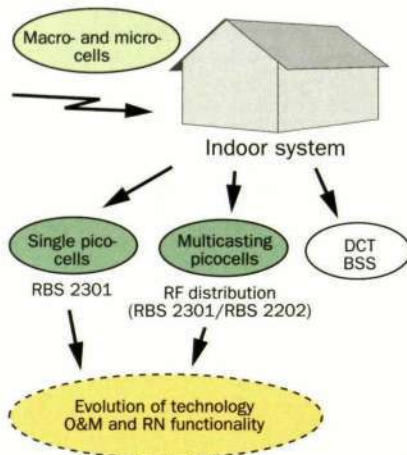 Macro- and micro-
cells
Indoor system
Single pico-
cells
Multicasting
picocells
DCT
BSS
RBS 2301
RF distribution
(RBS 2301/RBS 2202)
Evolution of technology
O&M and RN functionality